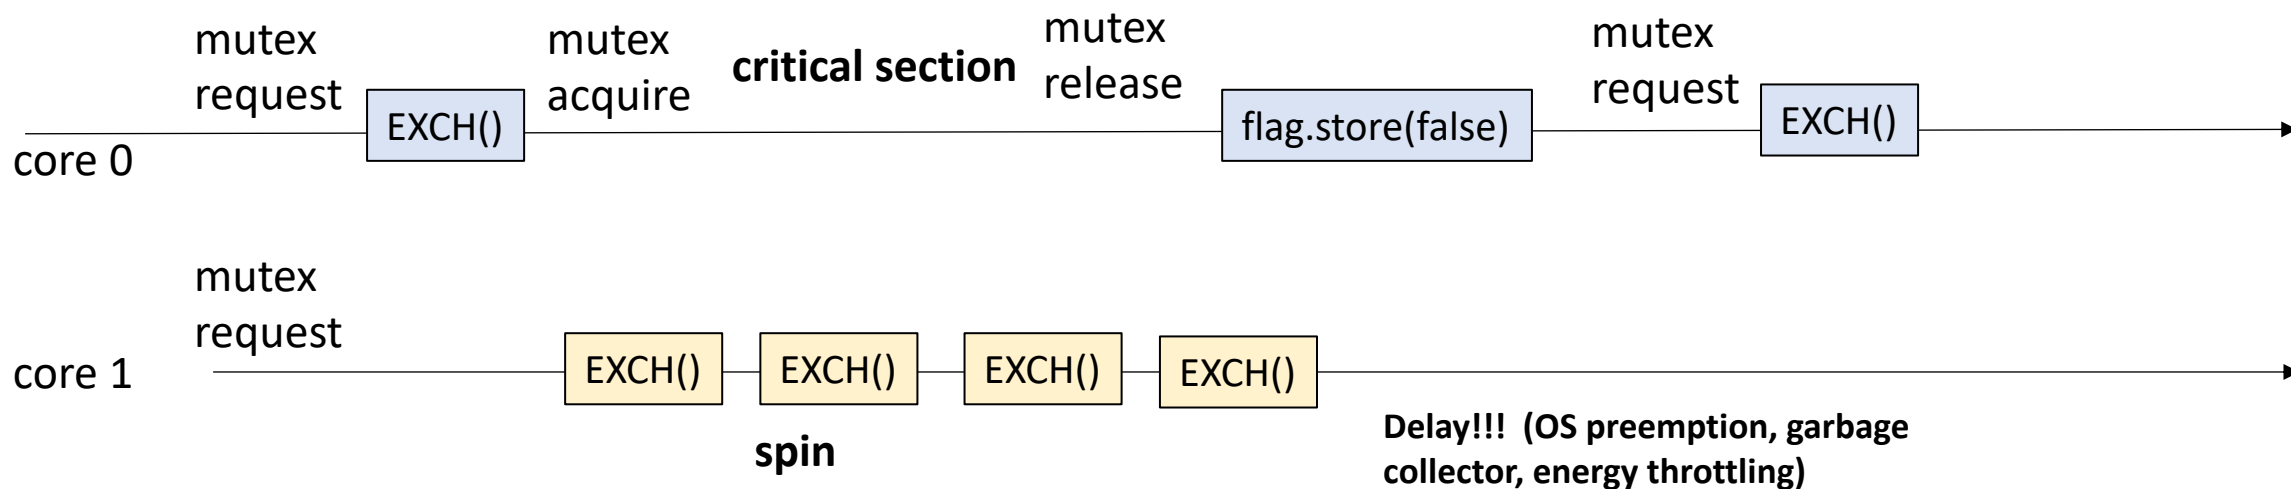 mutex
request
EXCH()
mutex
acquire
critical section
mutex
release
flag.store(false)
mutex
request
EXCH()
core 0
mutex
request
core 1
EXCH()
EXCH()
EXCH()
EXCH()
spin
Delay!!! (OS preemption, garbage
collector, energy throttling)